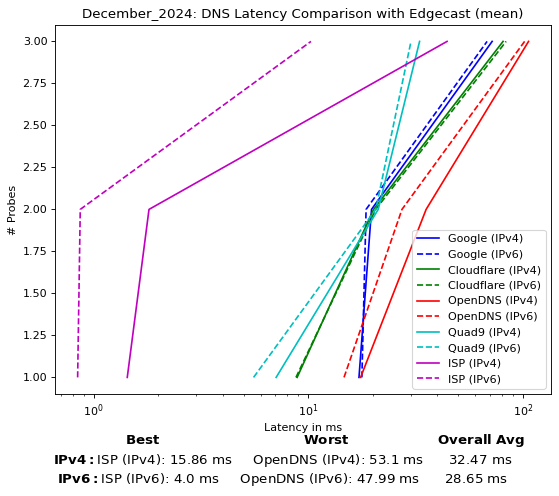 December_2024: DNS Latency Comparison with Edgecast (mean)
# Probes
3.00
2.75
2.50
2.25
2.00
1.75
1.50
1.25
1.00
10⁰ 10¹ 10²
Latency in ms
Google (IPv4)
Google (IPv6)
Cloudflare (IPv4)
Cloudflare (IPv6)
OpenDNS (IPv4)
OpenDNS (IPv6)
Quad9 (IPv4)
Quad9 (IPv6)
ISP (IPv4)
ISP (IPv6)
Best Worst Overall Avg
IPv4: ISP (IPv4): 15.86 ms OpenDNS (IPv4): 53.1 ms 32.47 ms
IPv6: ISP (IPv6): 4.0 ms OpenDNS (IPv6): 47.99 ms 28.65 ms